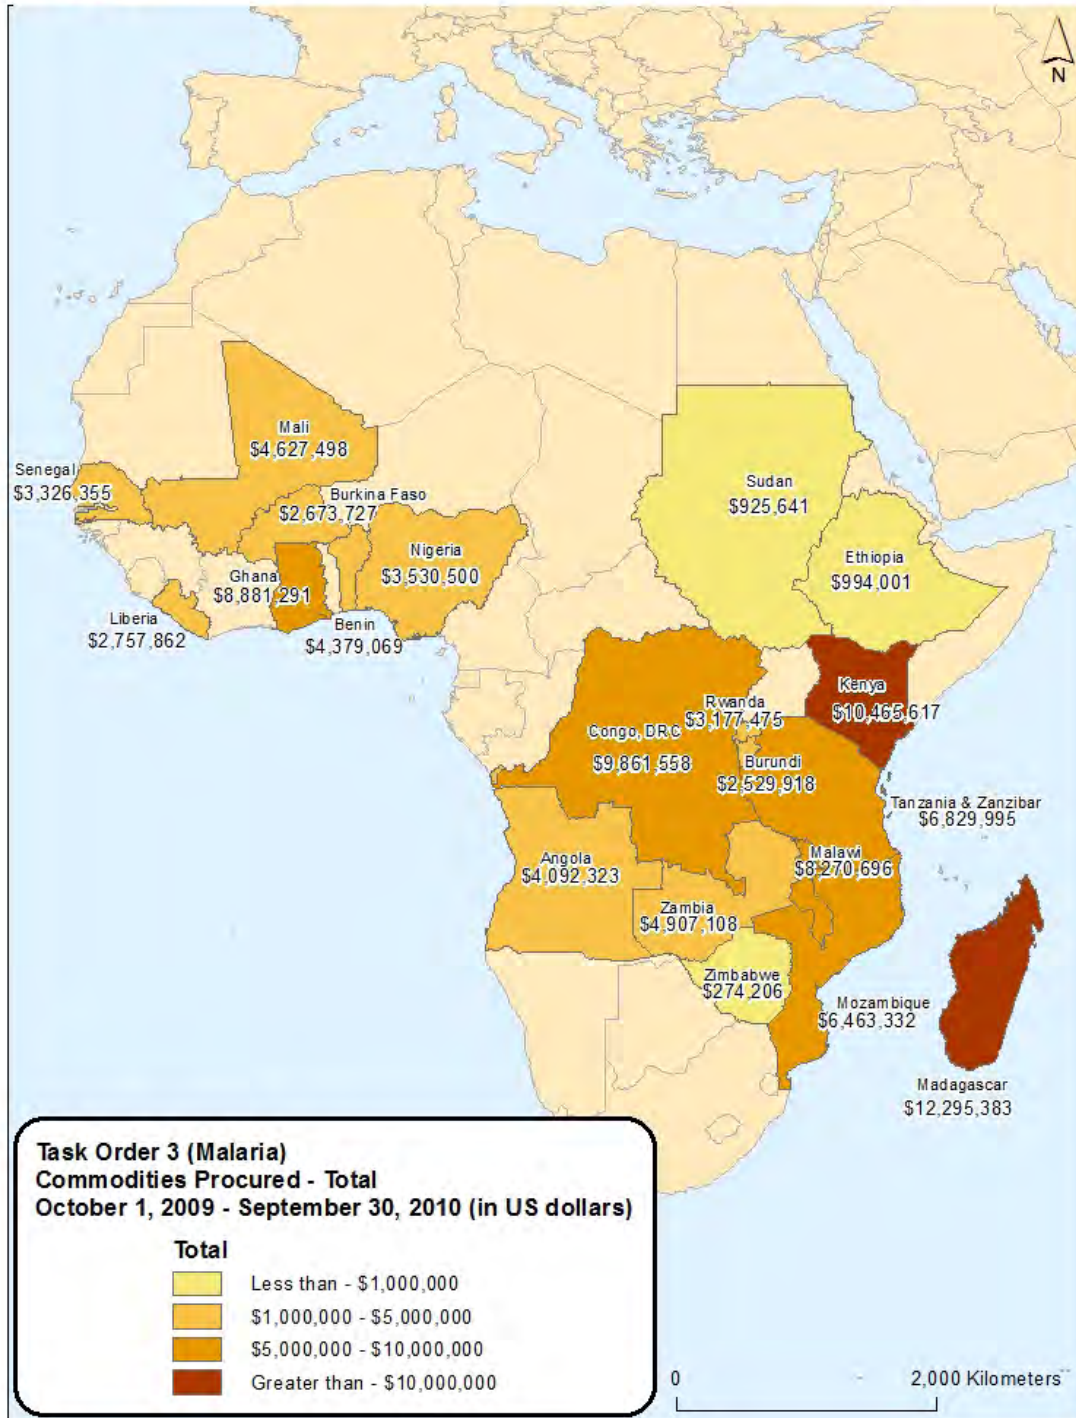 N
Mali
$4,627,498
Senegal
$3,326,355
Burkina Faso
$2,673,727
Sudan
$925,641
Nigeria
$3,530,500
Ethiopia
$994,001
Ghana
$8,881,291
Liberia
$2,757,862
Benin
$4,379,069
Kenya
$10,465,617
Rwanda
$3,177,475
Congo, DRC
$9,861,558
Burundi
$2,529,918
Tanzania & Zanzibar
$6,829,995
Angola
$4,092,323
Malawi
$8,270,696
Zambia
$4,907,108
Zimbabwe
$274,206
Mozambique
$6,463,332
Madagascar
$12,295,383
Task Order 3 (Malaria)
Commodities Procured - Total
October 1, 2009 - September 30, 2010 (in US dollars)
Total
Less than - $1,000,000
$1,000,000 - $5,000,000
$5,000,000 - $10,000,000
Greater than - $10,000,000
0 2,000 Kilometers